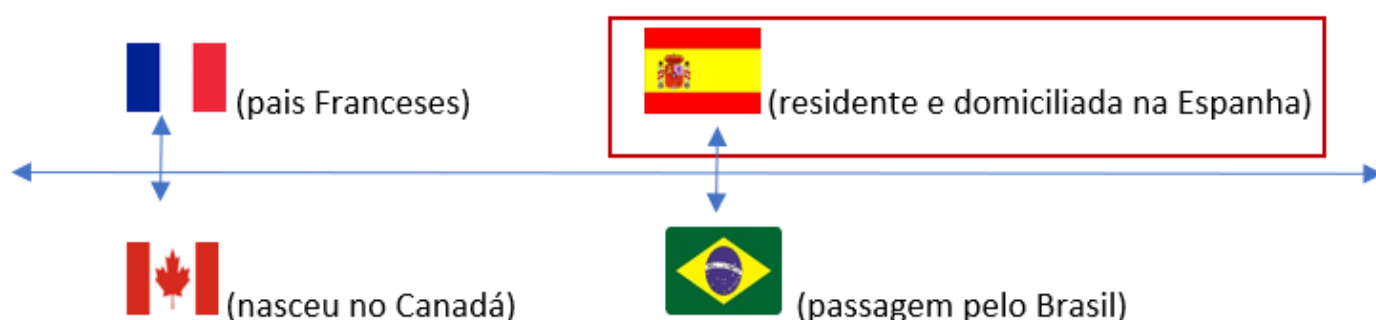 (pais Franceses)
(residente e domiciliada na Espanha)
(nasceu no Canadá)
(passagem pelo Brasil)